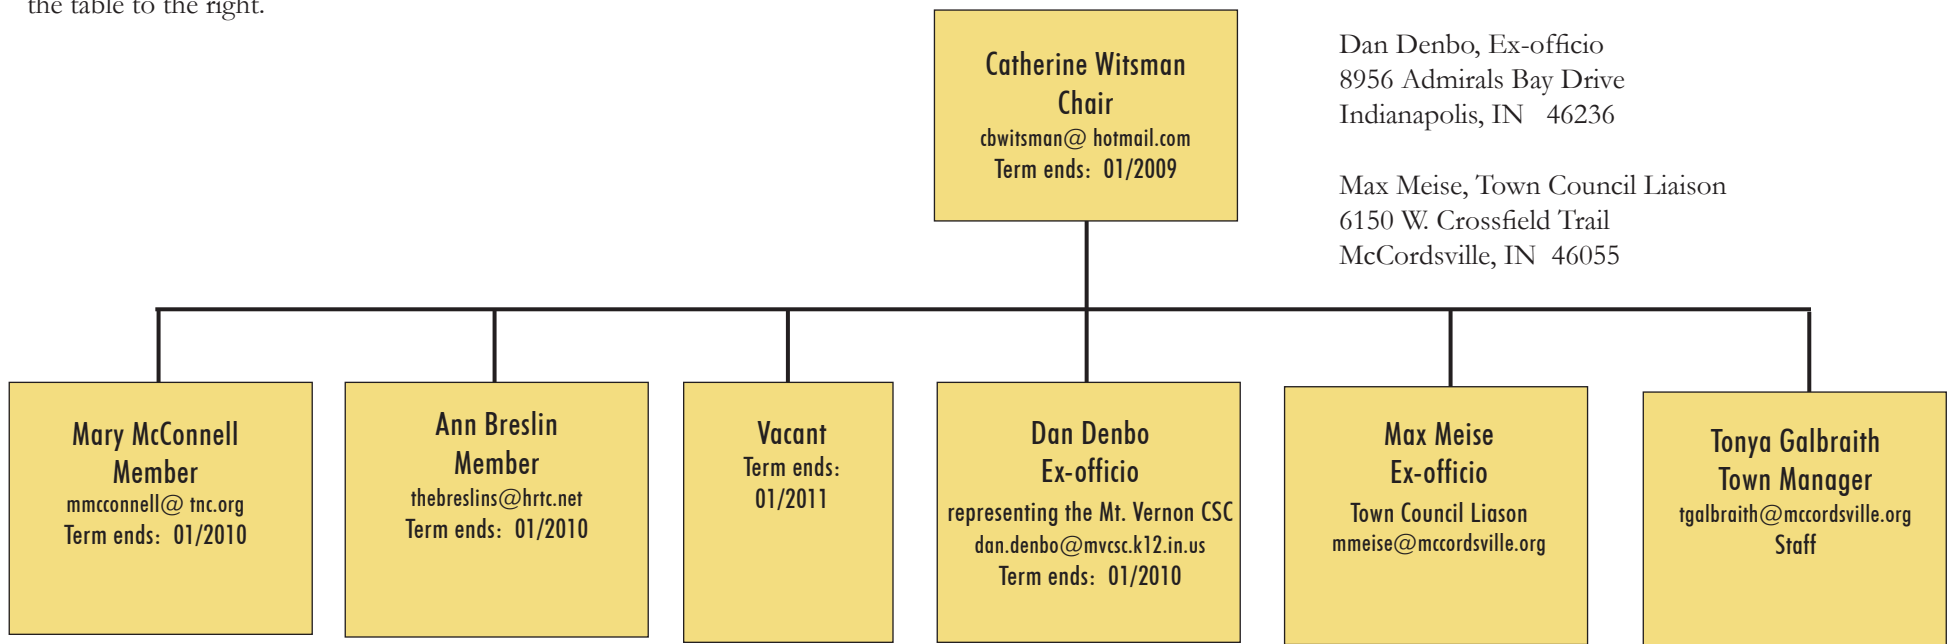 the table to the right.
Catherine Witsman
Chair
cbwitsman@ hotmail.com
Term ends: 01/2009
Dan Denbo, Ex-officio
8956 Admirals Bay Drive
Indianapolis, IN 46236
Max Meise, Town Council Liaison
6150 W. Crossfield Trail
McCordsville, IN 46055
Mary McConnell
Member
mmcconnell@ tnc.org
Term ends: 01/2010
Ann Breslin
Member
thebreslins@hrtc.net
Term ends: 01/2010
Vacant
Term ends:
01/2011
Dan Denbo
Ex-officio
representing the Mt. Vernon CSC
dan.denbo@mvcsc.k12.in.us
Term ends: 01/2010
Max Meise
Ex-officio
Town Council Liason
mmeise@mccordsville.org
Tonya Galbraith
Town Manager
tgalbraith@mccordsville.org
Staff